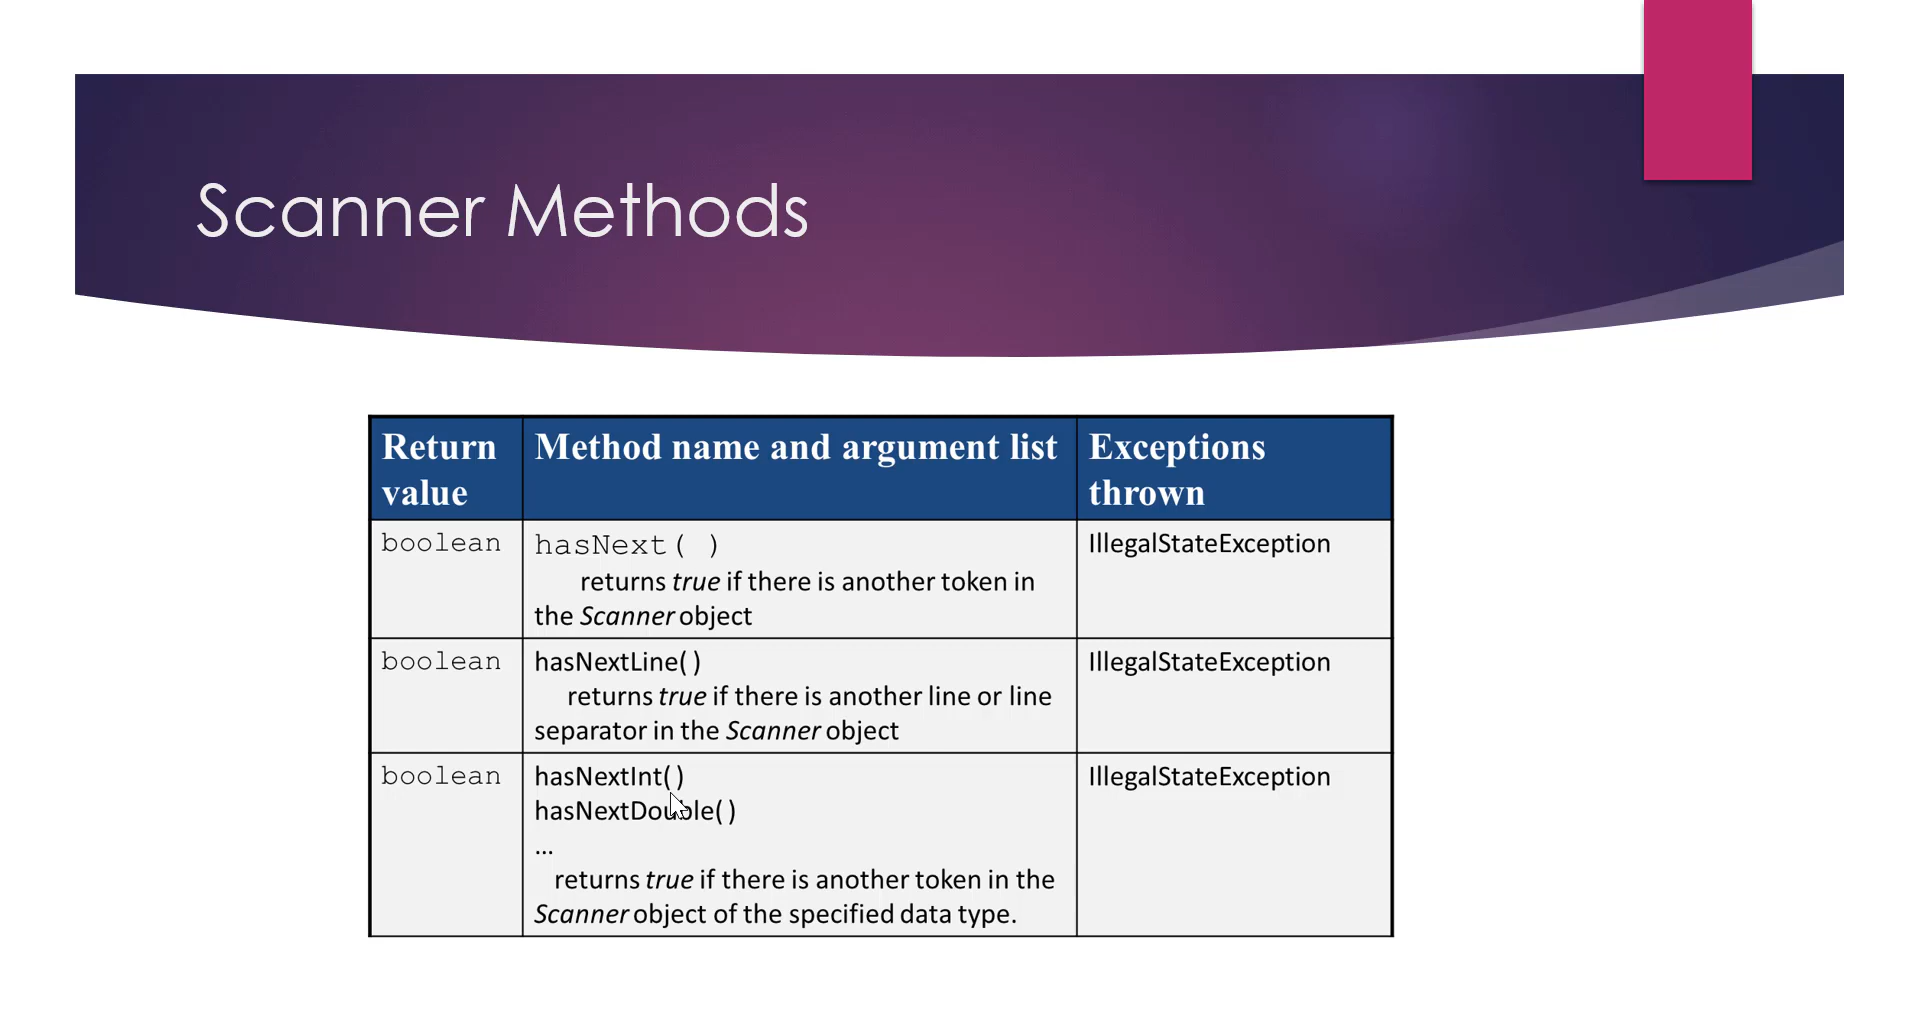 Scanner Methods
Return value
Method name and argument list
Exceptions thrown
boolean
hasNext( )
returns true if there is another token in
the Scanner object
IllegalStateException
boolean
hasNextLine( )
returns true if there is another line or line
separator in the Scanner object
IllegalStateException
boolean
hasNextInt( )
hasNextDouble( )
...
returns true if there is another token in the
Scanner object of the specified data type.
IllegalStateException